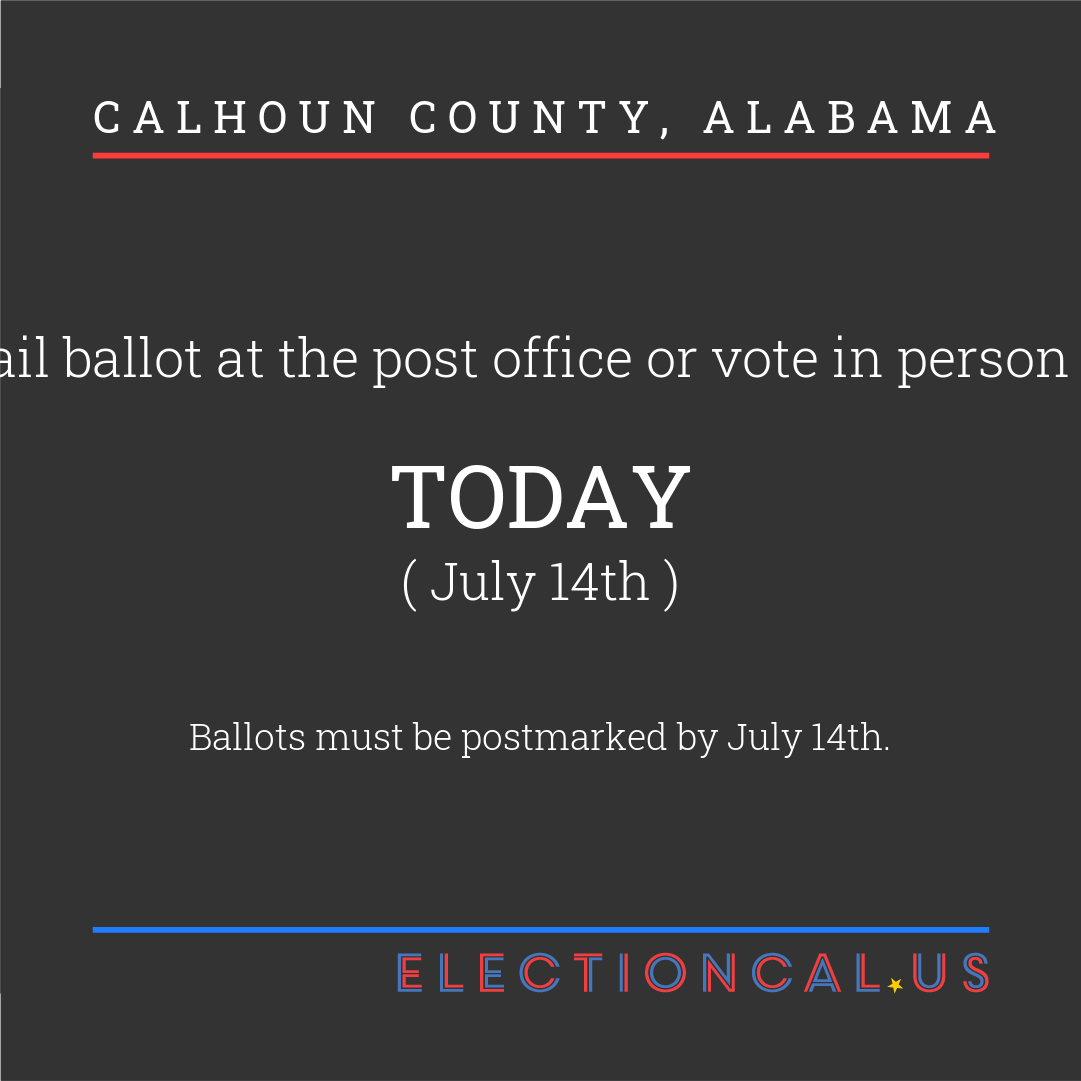 CALHOUN COUNTY, ALABAMA
ail ballot at the post office or vote in person
TODAY
( July 14th )
Ballots must be postmarked by July 14th.
ELECTIONCAL.US